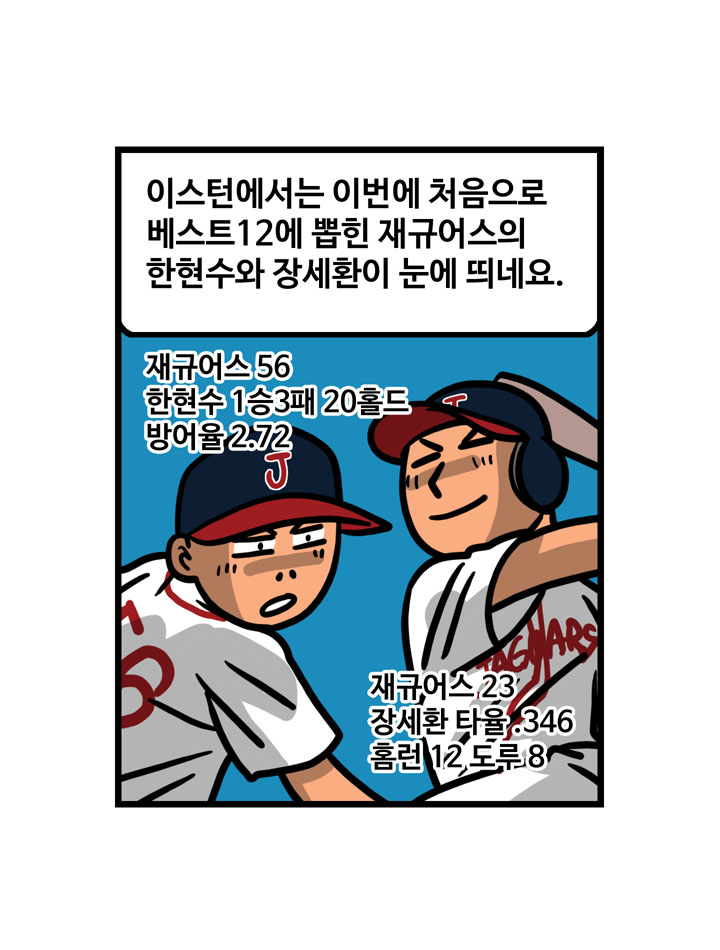 이스턴에서는 이번에 처음으로
베스트12에 뽑힌 재규어스의
한현수와 장세환이 눈에 띄네요.
재규어스 56
한현수 1승3패 20홀드
방어율 2.72
J
J
56
JAGUARS
재규어스 23
장세환 타율 .346
홈런 12 도루 8